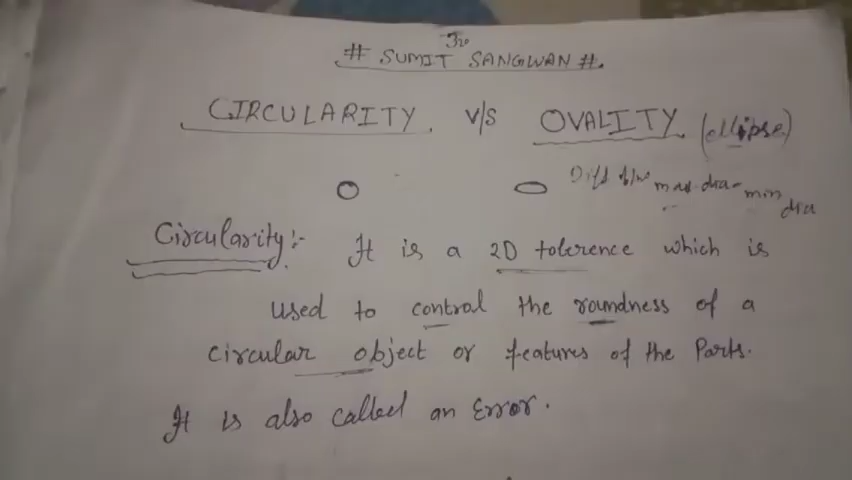 # SUMIT SANGWAN #.
CIRCULARITY. V/S OVALITY. (ellipse)
Diff b/w max. dia - min dia
Circularity:- It is a 2D tolerence which is
used to control the roundness of a
circular object or features of the Parts.
It is also called an Error.